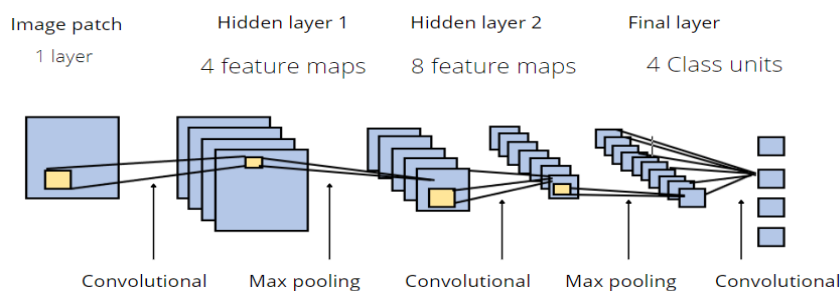 Image patch
1 layer
Hidden layer 1
4 feature maps
Hidden layer 2
8 feature maps
Final layer
4 Class units
Convolutional
Max pooling
Convolutional
Max pooling
Convolutional